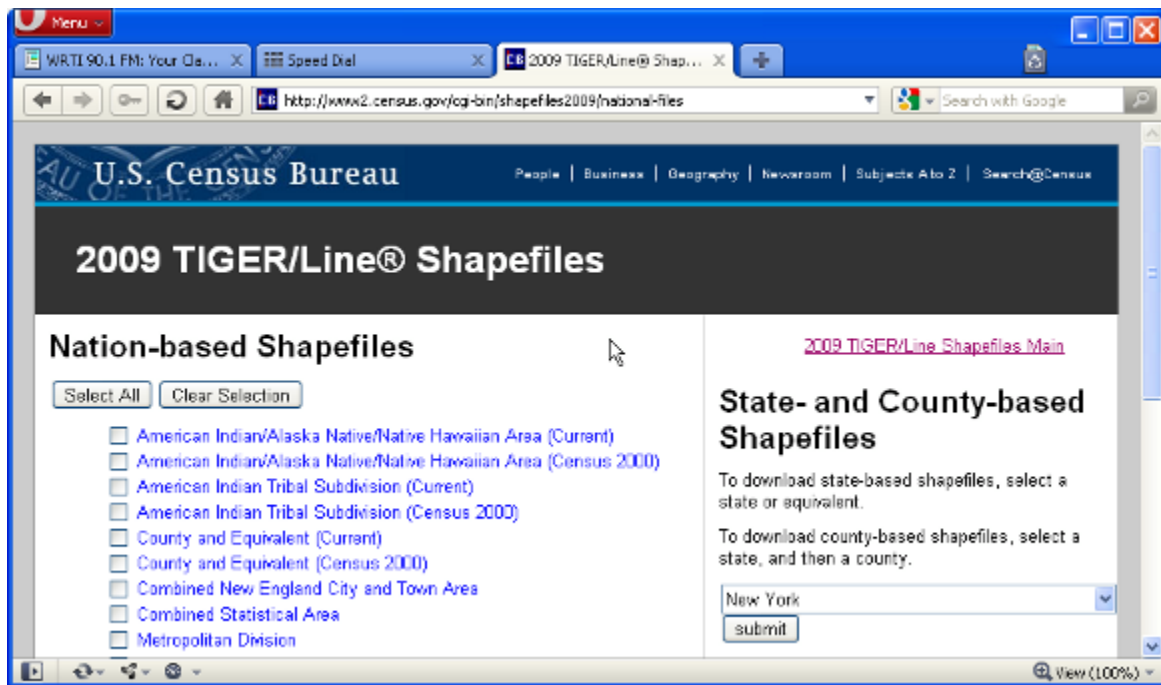 Menu
WRTI 90.1 FM: Your Cla... Speed Dial 2009 TIGER/Line® Shap...
http://www2.census.gov/cgi-bin/shapefiles2009/national-files Search with Google
U.S. Census Bureau
People | Business | Geography | Newsroom | Subjects A to Z | Search@Census
2009 TIGER/Line® Shapefiles
Nation-based Shapefiles
Select All Clear Selection
American Indian/Alaska Native/Native Hawaiian Area (Current)
American Indian/Alaska Native/Native Hawaiian Area (Census 2000)
American Indian Tribal Subdivision (Current)
American Indian Tribal Subdivision (Census 2000)
County and Equivalent (Current)
County and Equivalent (Census 2000)
Combined New England City and Town Area
Combined Statistical Area
Metropolitan Division
2009 TIGER/Line Shapefiles Main
State- and County-based
Shapefiles
To download state-based shapefiles, select a
state or equivalent.
To download county-based shapefiles, select a
state, and then a county.
New York
submit
View (100%)